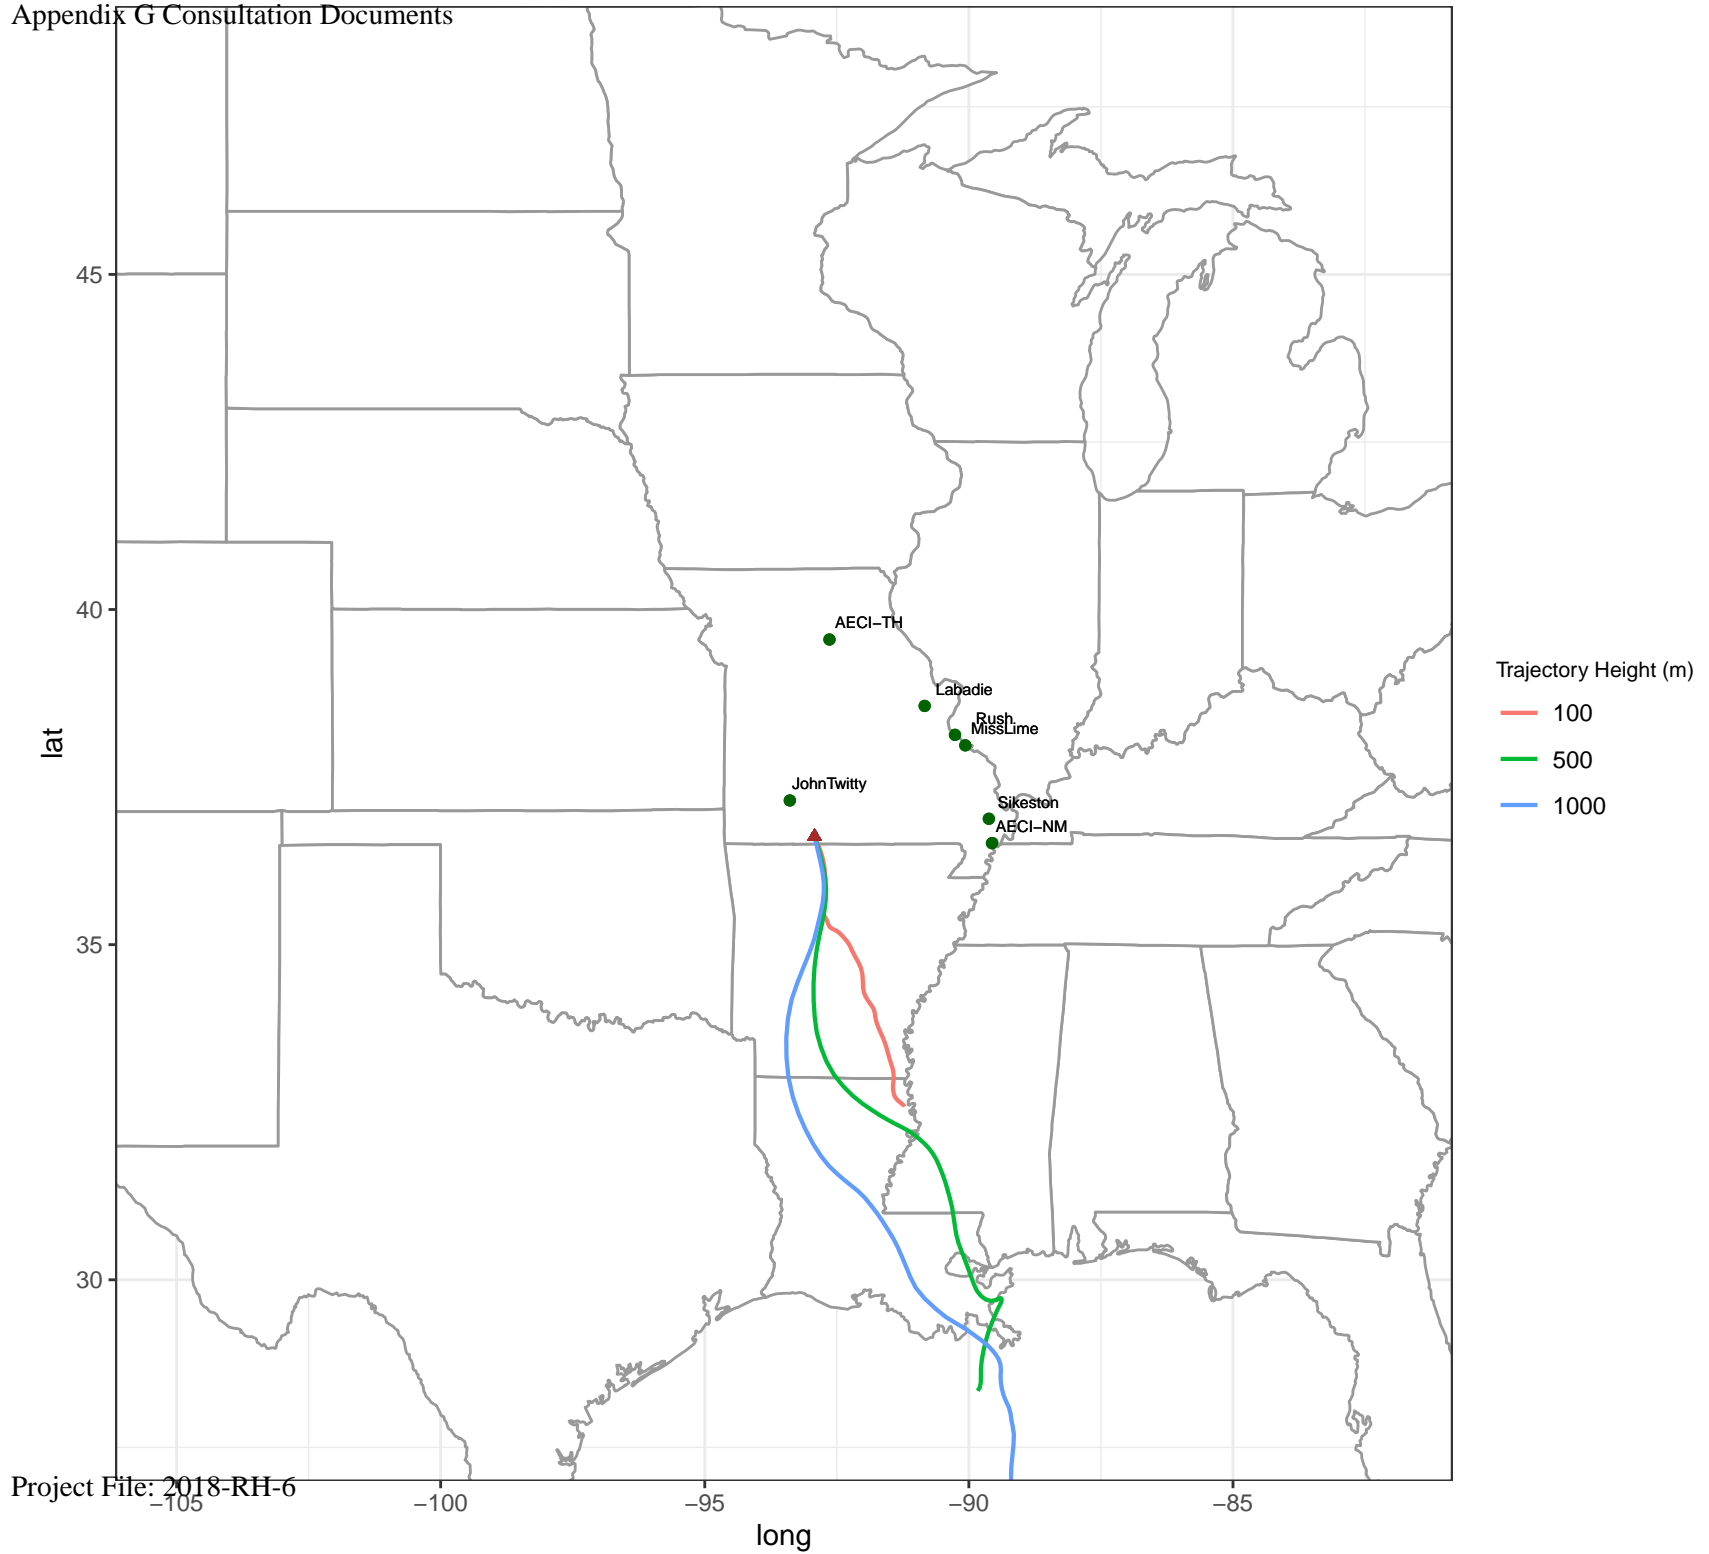 Appendix G Consultation Documents
45
40
35
30
lat
AECI−TH
Labadie
Rush
MissLime
JohnTwitty
Sikeston
AECI−NM
Trajectory Height (m)
100
500
1000
Project File: 2018-RH-6
−105
−100
−95
−90
−85
long